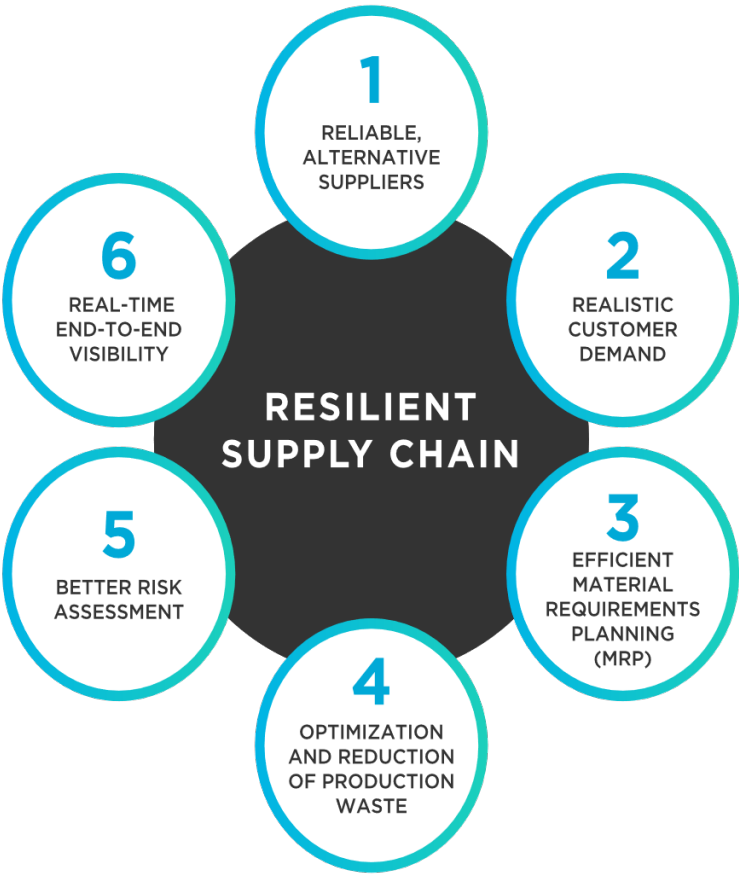 1
RELIABLE,
ALTERNATIVE
SUPPLIERS
2
REALISTIC
CUSTOMER
DEMAND
3
EFFICIENT
MATERIAL
REQUIREMENTS
PLANNING
(MRP)
4
OPTIMIZATION
AND REDUCTION
OF PRODUCTION
WASTE
5
BETTER RISK
ASSESSMENT
6
REAL-TIME
END-TO-END
VISIBILITY
RESILIENT
SUPPLY CHAIN